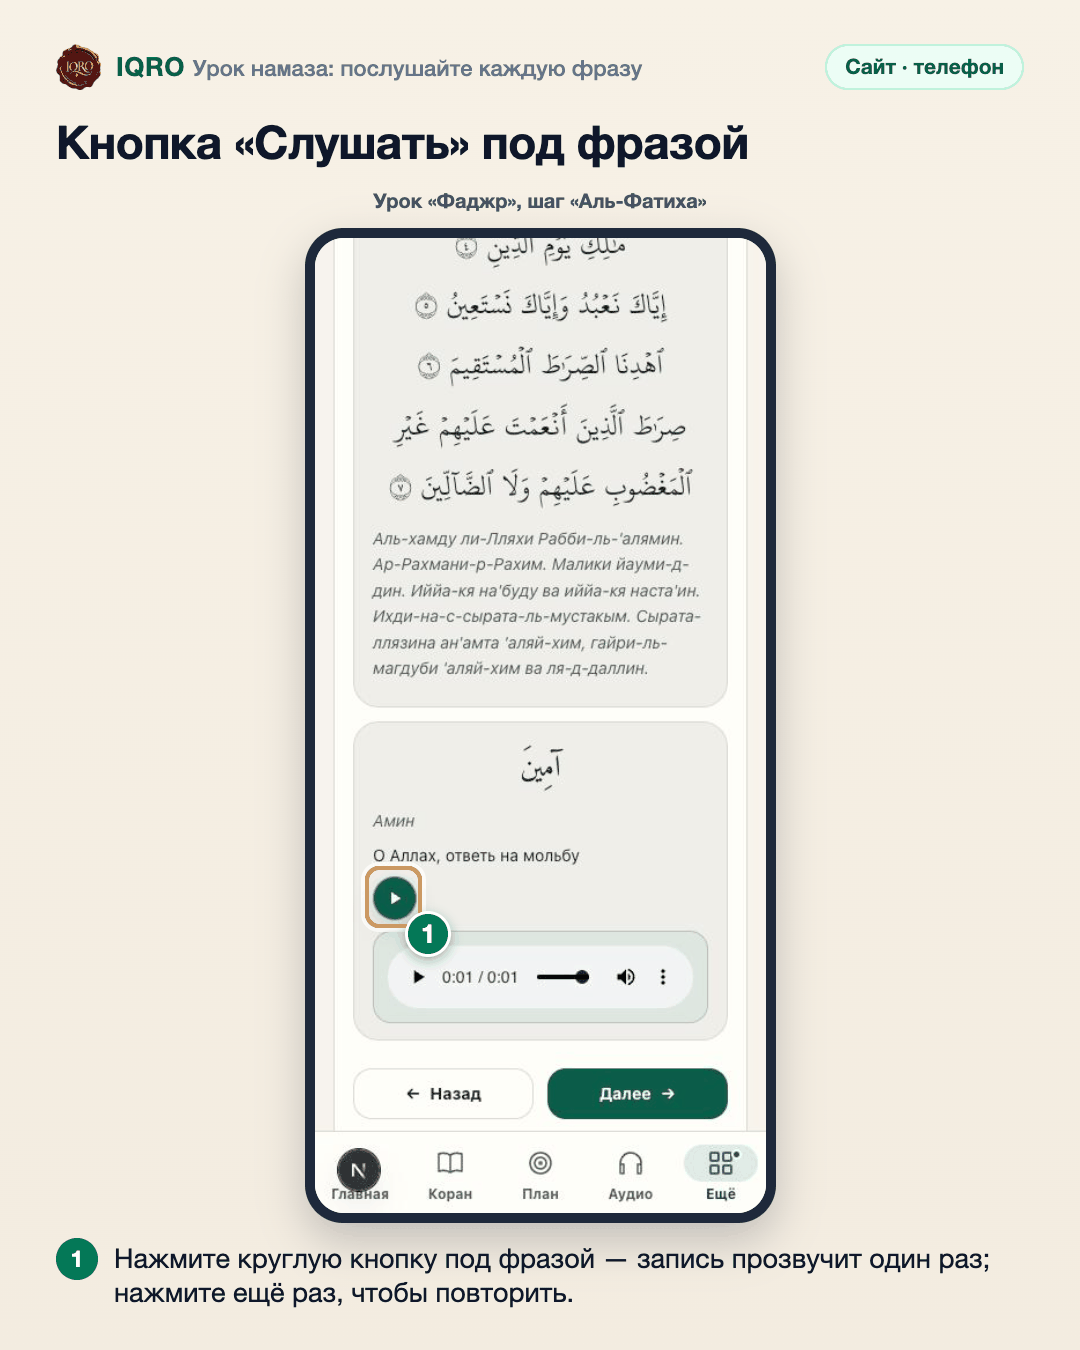 IQRO
IQRO Урок намаза: послушайте каждую фразу
Сайт · телефон
Кнопка «Слушать» под фразой
Урок «Фаджр», шаг «Аль-Фатиха»
مَٰلِكِ يَوْمِ ٱلدِّينِ ٤
إِيَّاكَ نَعْبُدُ وَإِيَّاكَ نَسْتَعِينُ ٥
ٱهْدِنَا ٱلصِّرَٰطَ ٱلْمُسْتَقِيمَ ٦
صِرَٰطَ ٱلَّذِينَ أَنْعَمْتَ عَلَيْهِمْ غَيْرِ
ٱلْمَغْضُوبِ عَلَيْهِمْ وَلَا ٱلضَّآلِّينَ ٧
Аль-хамду ли-Лляхи Рабби-ль-'алямин.
Ар-Рахмани-р-Рахим. Малики йауми-д-
дин. Иййа-кя на'буду ва иййа-кя наста'ин.
Ихди-на-с-сырата-ль-мустакым. Сырата-
ллязина ан'амта 'аляй-хим, гайри-ль-
магдуби 'аляй-хим ва ля-д-даллин.
آمِينَ
Амин
О Аллах, ответь на мольбу
1
0:01 / 0:01
← Назад
Далее →
N
Главная
Коран
План
Аудио
Ещё
1 Нажмите круглую кнопку под фразой — запись прозвучит один раз;
нажмите ещё раз, чтобы повторить.